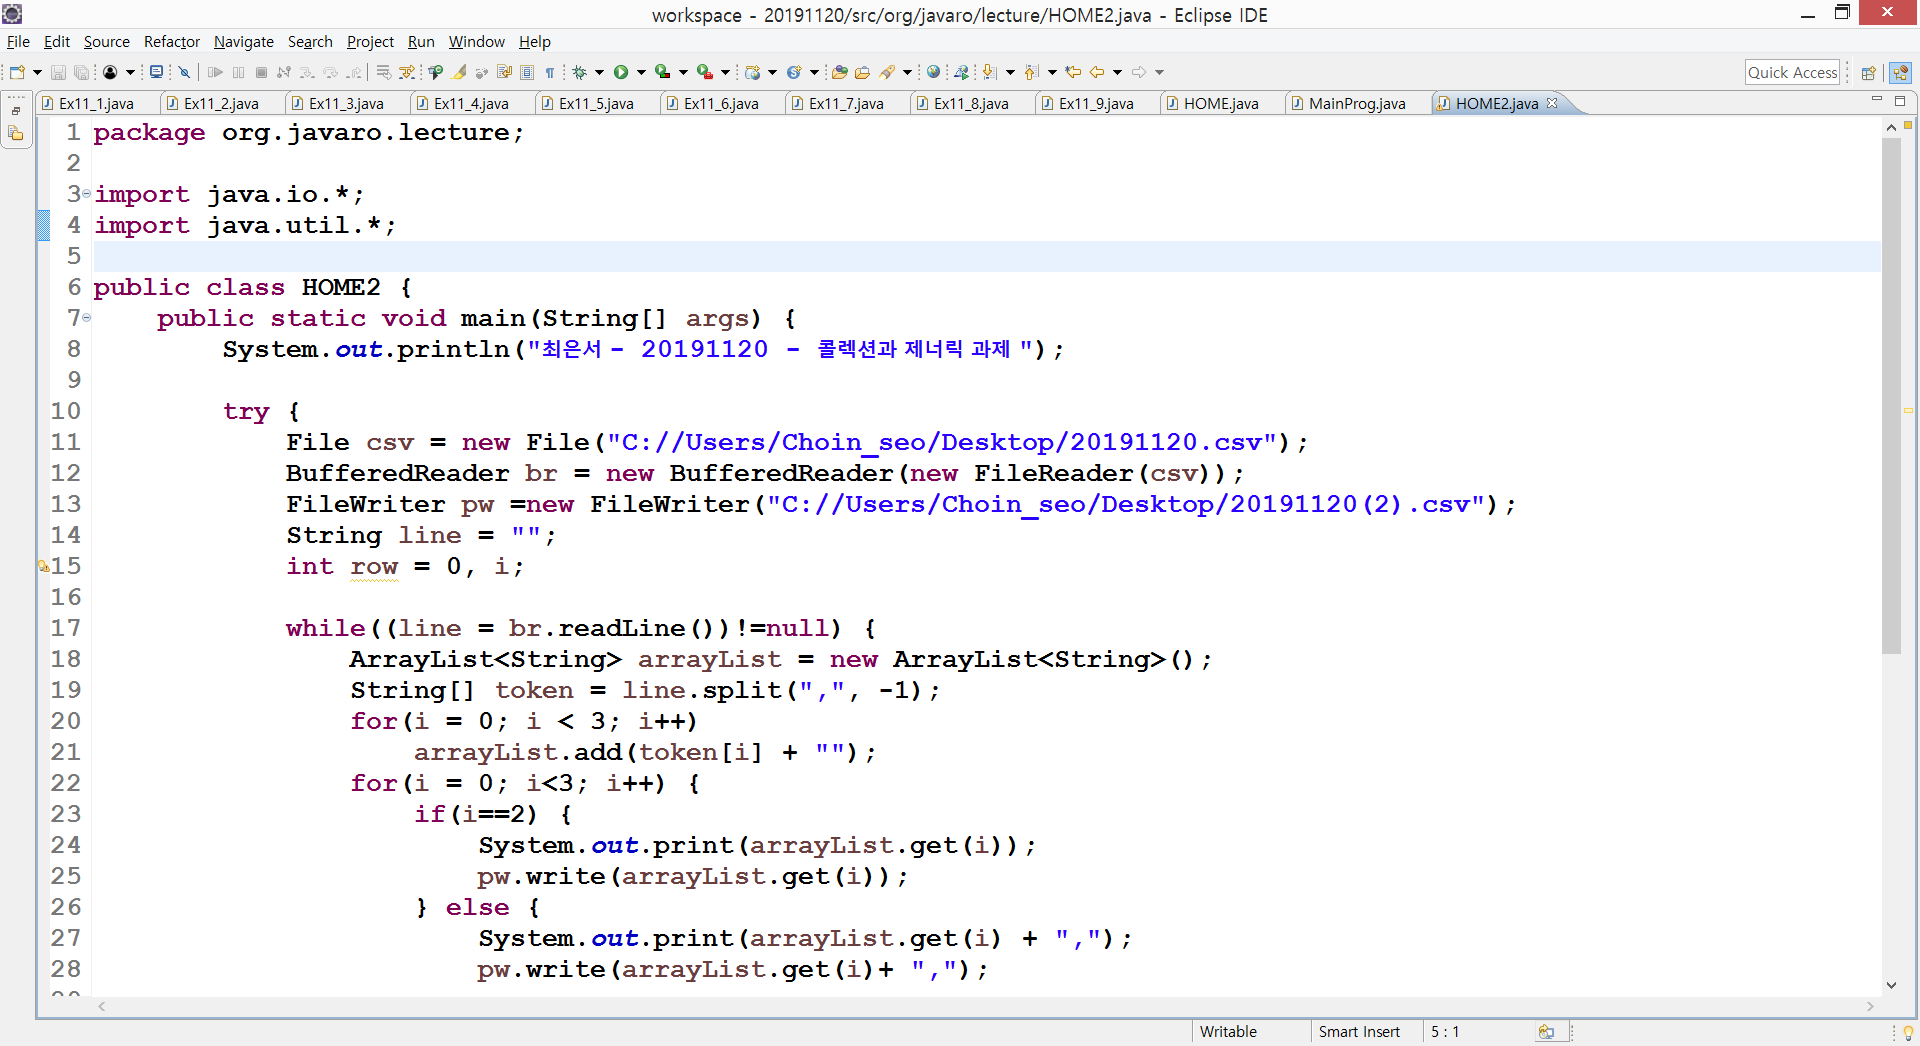 workspace - 20191120/src/org/javaro/lecture/HOME2.java - Eclipse IDE
File Edit Source Refactor Navigate Search Project Run Window Help
Quick Access
Ex11_1.java Ex11_2.java Ex11_3.java Ex11_4.java Ex11_5.java Ex11_6.java Ex11_7.java Ex11_8.java Ex11_9.java HOME.java MainProg.java HOME2.java
1 package org.javaro.lecture;
2
3 import java.io.*;
4 import java.util.*;
5
6 public class HOME2 {
7 public static void main(String[] args) {
8 System.out.println("최은서 - 20191120 - 콜렉션과 제너릭 과제 ");
9
10 try {
11 File csv = new File("C://Users/Choin_seo/Desktop/20191120.csv");
12 BufferedReader br = new BufferedReader(new FileReader(csv));
13 FileWriter pw =new FileWriter("C://Users/Choin_seo/Desktop/20191120(2).csv");
14 String line = "";
15 int row = 0, i;
16
17 while((line = br.readLine())!=null) {
18 ArrayList<String> arrayList = new ArrayList<String>();
19 String[] token = line.split(",", -1);
20 for(i = 0; i < 3; i++)
21 arrayList.add(token[i] + "");
22 for(i = 0; i<3; i++) {
23 if(i==2) {
24 System.out.print(arrayList.get(i));
25 pw.write(arrayList.get(i));
26 } else {
27 System.out.print(arrayList.get(i) + ",");
28 pw.write(arrayList.get(i)+ ",");
Writable Smart Insert 5 : 1